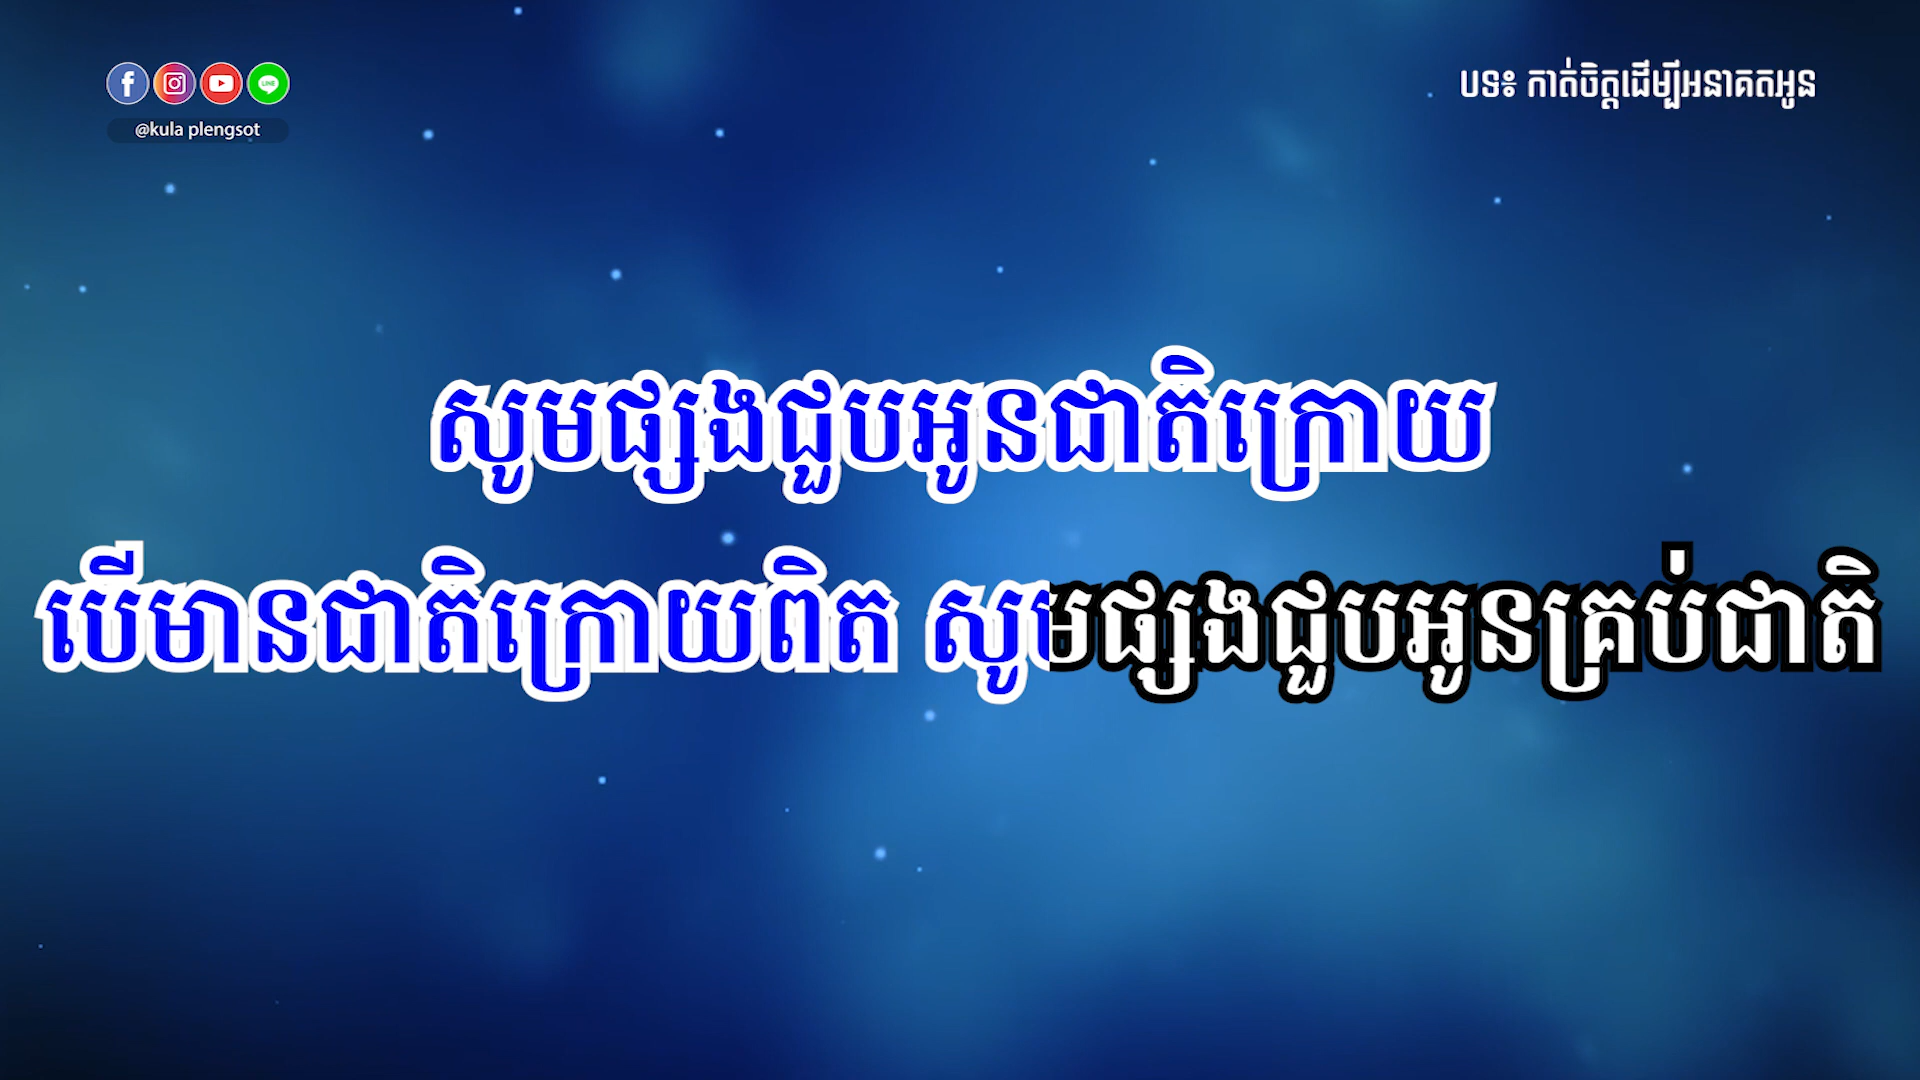 បទ៖ កាត់ចិត្តដើម្បីអនាគតអូន
@kula plengsot
សូមផ្សងជួបអូនជាតិក្រោយ
បើមានជាតិក្រោយពិត សូមផ្សងជួបអូនគ្រប់ជាតិ